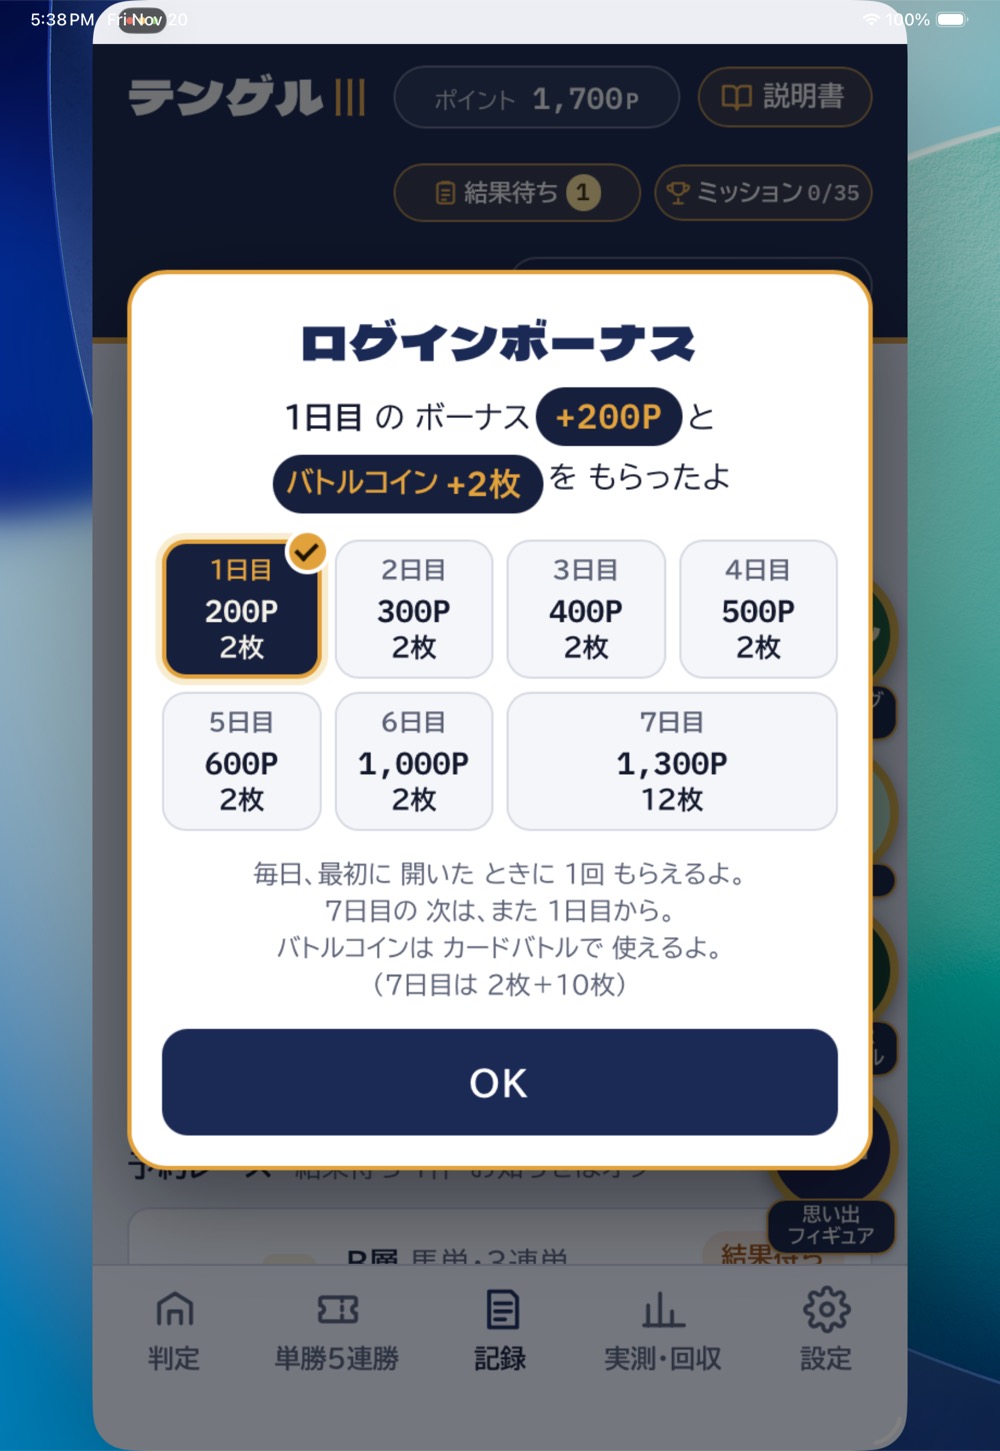 5:38 PM Fri Nov 20
100%
テンゲル
ポイント 1,700P
説明書
結果待ち 1
ミッション 0/35
ログインボーナス
1日目 の ボーナス +200P と
バトルコイン +2枚 を もらったよ
1日目
200P
2枚
2日目
300P
2枚
3日目
400P
2枚
4日目
500P
2枚
5日目
600P
2枚
6日目
1,000P
2枚
7日目
1,300P
12枚
毎日、最初に 開いた ときに 1回 もらえるよ。
7日目の 次は、また 1日目から。
バトルコインは カードバトルで 使えるよ。
（7日目は 2枚＋10枚）
OK
思い出
フィギュア
馬単・3連単
結果待ち
判定
単勝5連勝
記録
実測・回収
設定